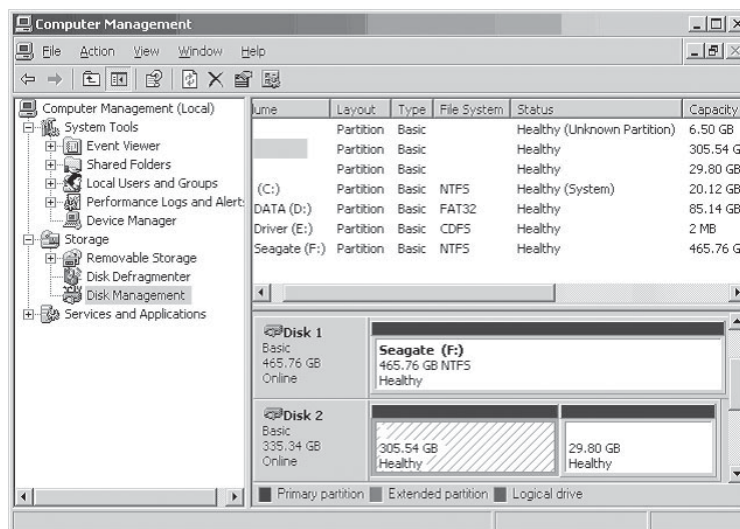 Computer Management
File Action View Window Help
Computer Management (Local)
System Tools
Event Viewer
Shared Folders
Local Users and Groups
Performance Logs and Alert
Device Manager
Storage
Removable Storage
Disk Defragmenter
Disk Management
Services and Applications
lume Layout Type File System Status Capacity
Partition Basic Healthy (Unknown Partition) 6.50 GB
Partition Basic Healthy 305.54 G
Partition Basic Healthy 29.80 GB
(C:) Partition Basic NTFS Healthy (System) 20.12 GB
DATA (D:) Partition Basic FAT32 Healthy 85.14 GB
Driver (E:) Partition Basic CDFS Healthy 2 MB
Seagate (F:) Partition Basic NTFS Healthy 465.76 G
Disk 1
Basic
465.76 GB
Online
Seagate (F:)
465.76 GB NTFS
Healthy
Disk 2
Basic
335.34 GB
Online
305.54 GB
Healthy
29.80 GB
Healthy
Primary partition Extended partition Logical drive